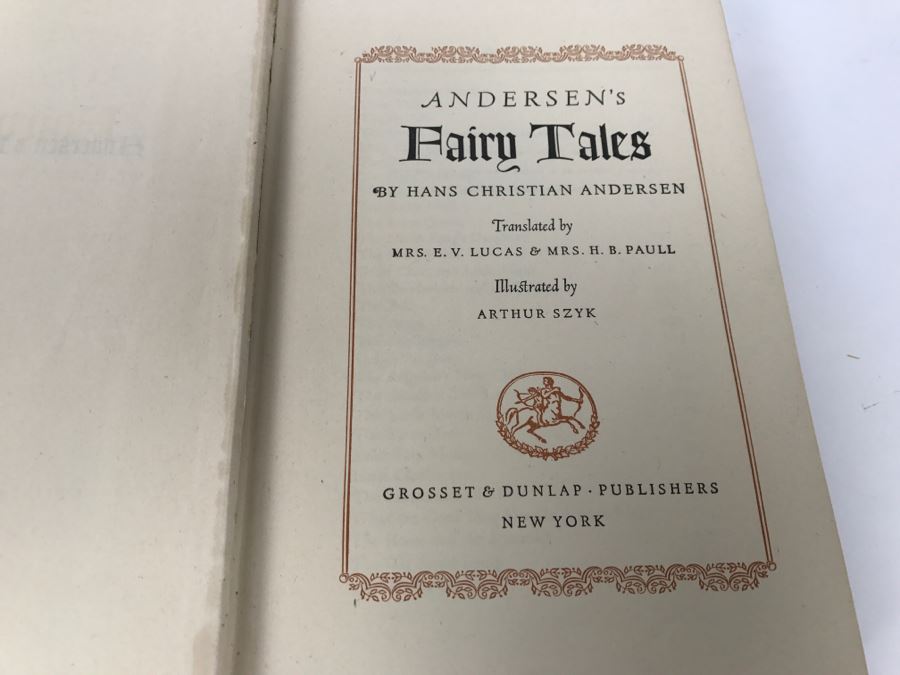 ANDERSEN'S
Fairy Tales
BY HANS CHRISTIAN ANDERSEN
Translated by
MRS. E. V. LUCAS & MRS. H. B. PAULL
Illustrated by
ARTHUR SZYK
GROSSET & DUNLAP · PUBLISHERS
NEW YORK